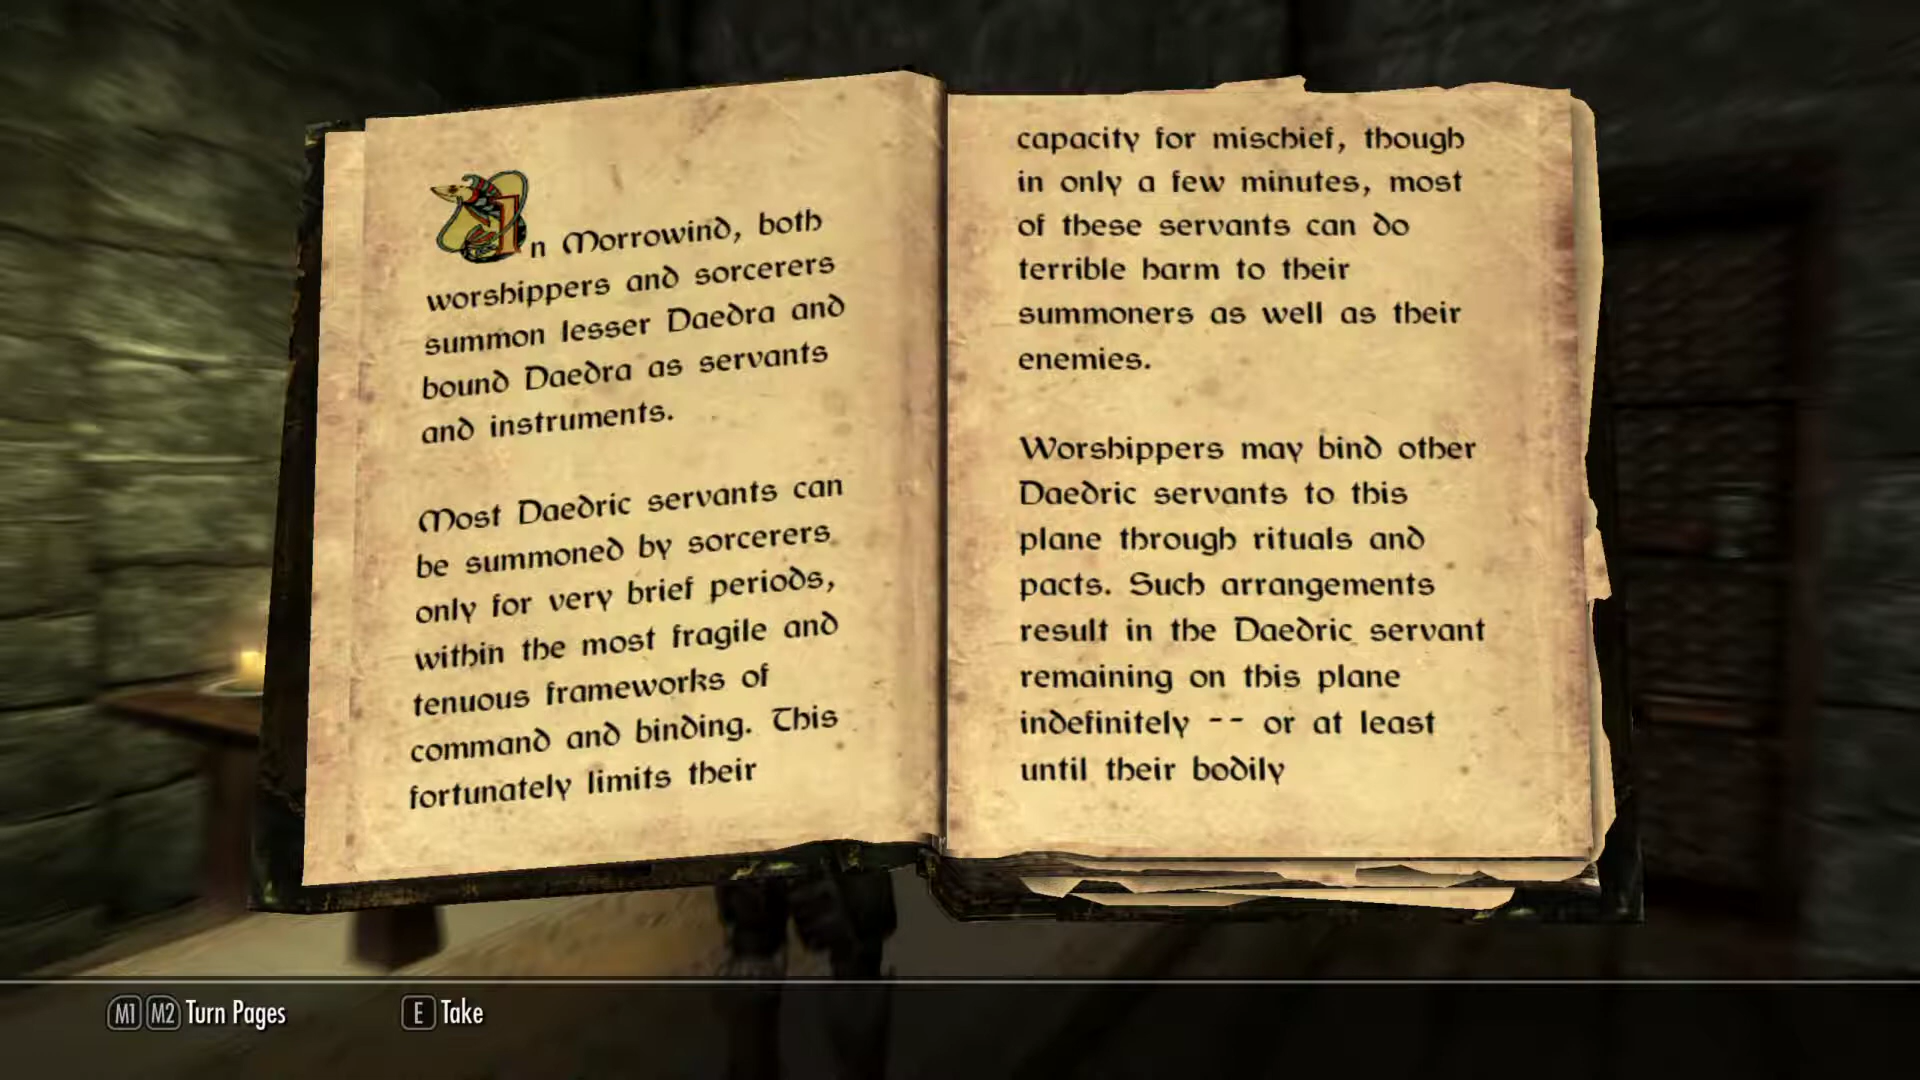 In Morrowind, both
worshippers and sorcerers
summon lesser Daedra and
bound Daedra as servants
and instruments.
Most Daedric servants can
be summoned by sorcerers
only for very brief periods,
within the most fragile and
tenuous frameworks of
command and binding. This
fortunately limits their
capacity for mischief, though
in only a few minutes, most
of these servants can do
terrible harm to their
summoners as well as their
enemies.
Worshippers may bind other
Daedric servants to this
plane through rituals and
pacts. Such arrangements
result in the Daedric servant
remaining on this plane
indefinitely -- or at least
until their bodily
M1 M2 Turn Pages
E Take